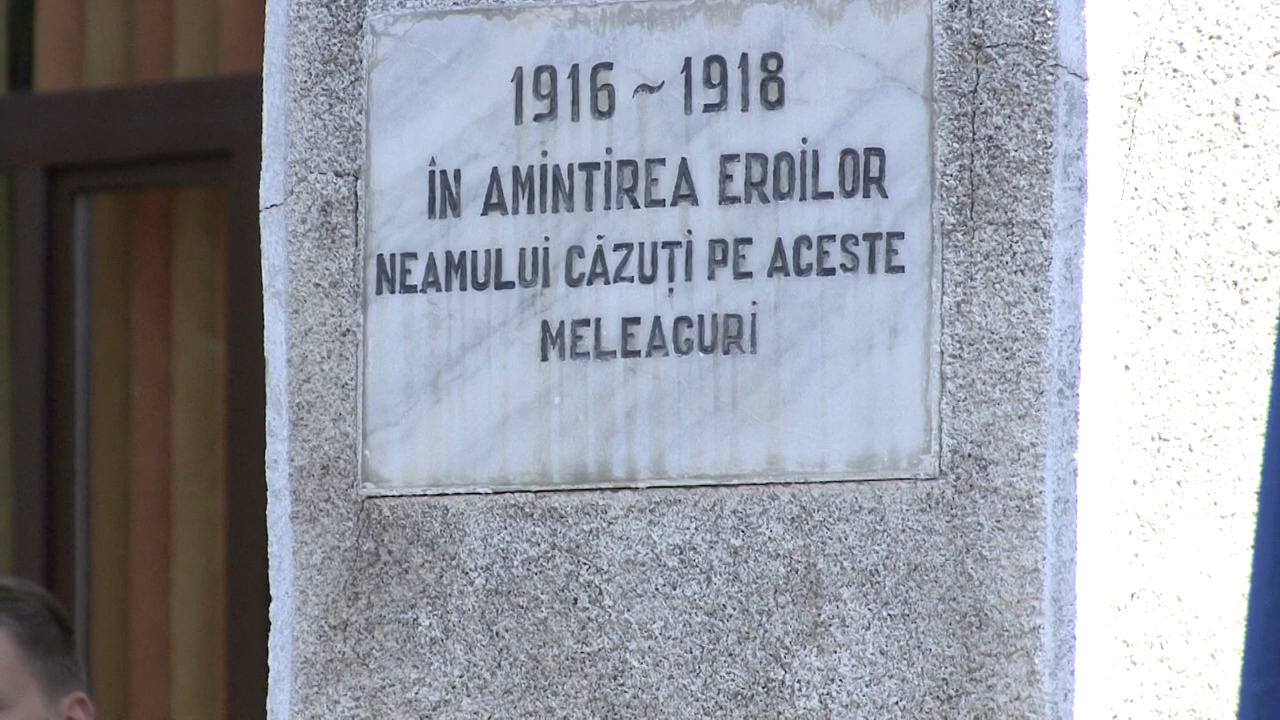 1916 ~ 1918
ÎN AMINTIREA EROILOR
NEAMULUI CĂZUȚI PE ACESTE
MELEAGURI